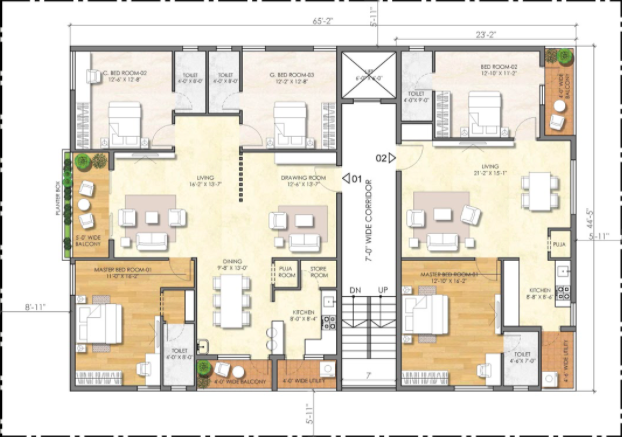 65'-2"
5'-11"
23'-2"
C. BED ROOM-02
12'-6" X 12'-8"
TOILET
4'-0" X 8'-0"
TOILET
4'-0" X 8'-0"
G. BED ROOM-03
12'-2" X 12'-8"
TOILET
4'-0" X 9'-0"
BED ROOM-02
12'-10" X 11'-2"
4'-0" WIDE
BALCONY
02
01
LIVING
16'-2" X 15'-7"
DRAWING ROOM
12'-6" X 13'-7"
LIVING
21'-2" X 15'-1"
PLANTER BOX
5'-0" WIDE
BALCONY
7'-0" WIDE CORRIDOR
44'-5"
5'-11"
PUJA
DINING
9'-8" X 13'-0"
PUJA
ROOM
STORE
ROOM
MASTER BED ROOM-01
11'-0" X 16'-2"
MASTER BED ROOM-01
12'-10" X 16'-2"
DN
UP
KITCHEN
8'-8" X 8'-6"
8'-11"
KITCHEN
8'-0" X 8'-4"
TOILET
4'-0" X 8'-0"
TOILET
4'-6" X 7'-0"
4'-0" WIDE BALCONY
4'-0" WIDE UTILITY
4'-6" WIDE UTILITY
7'
5'-11"